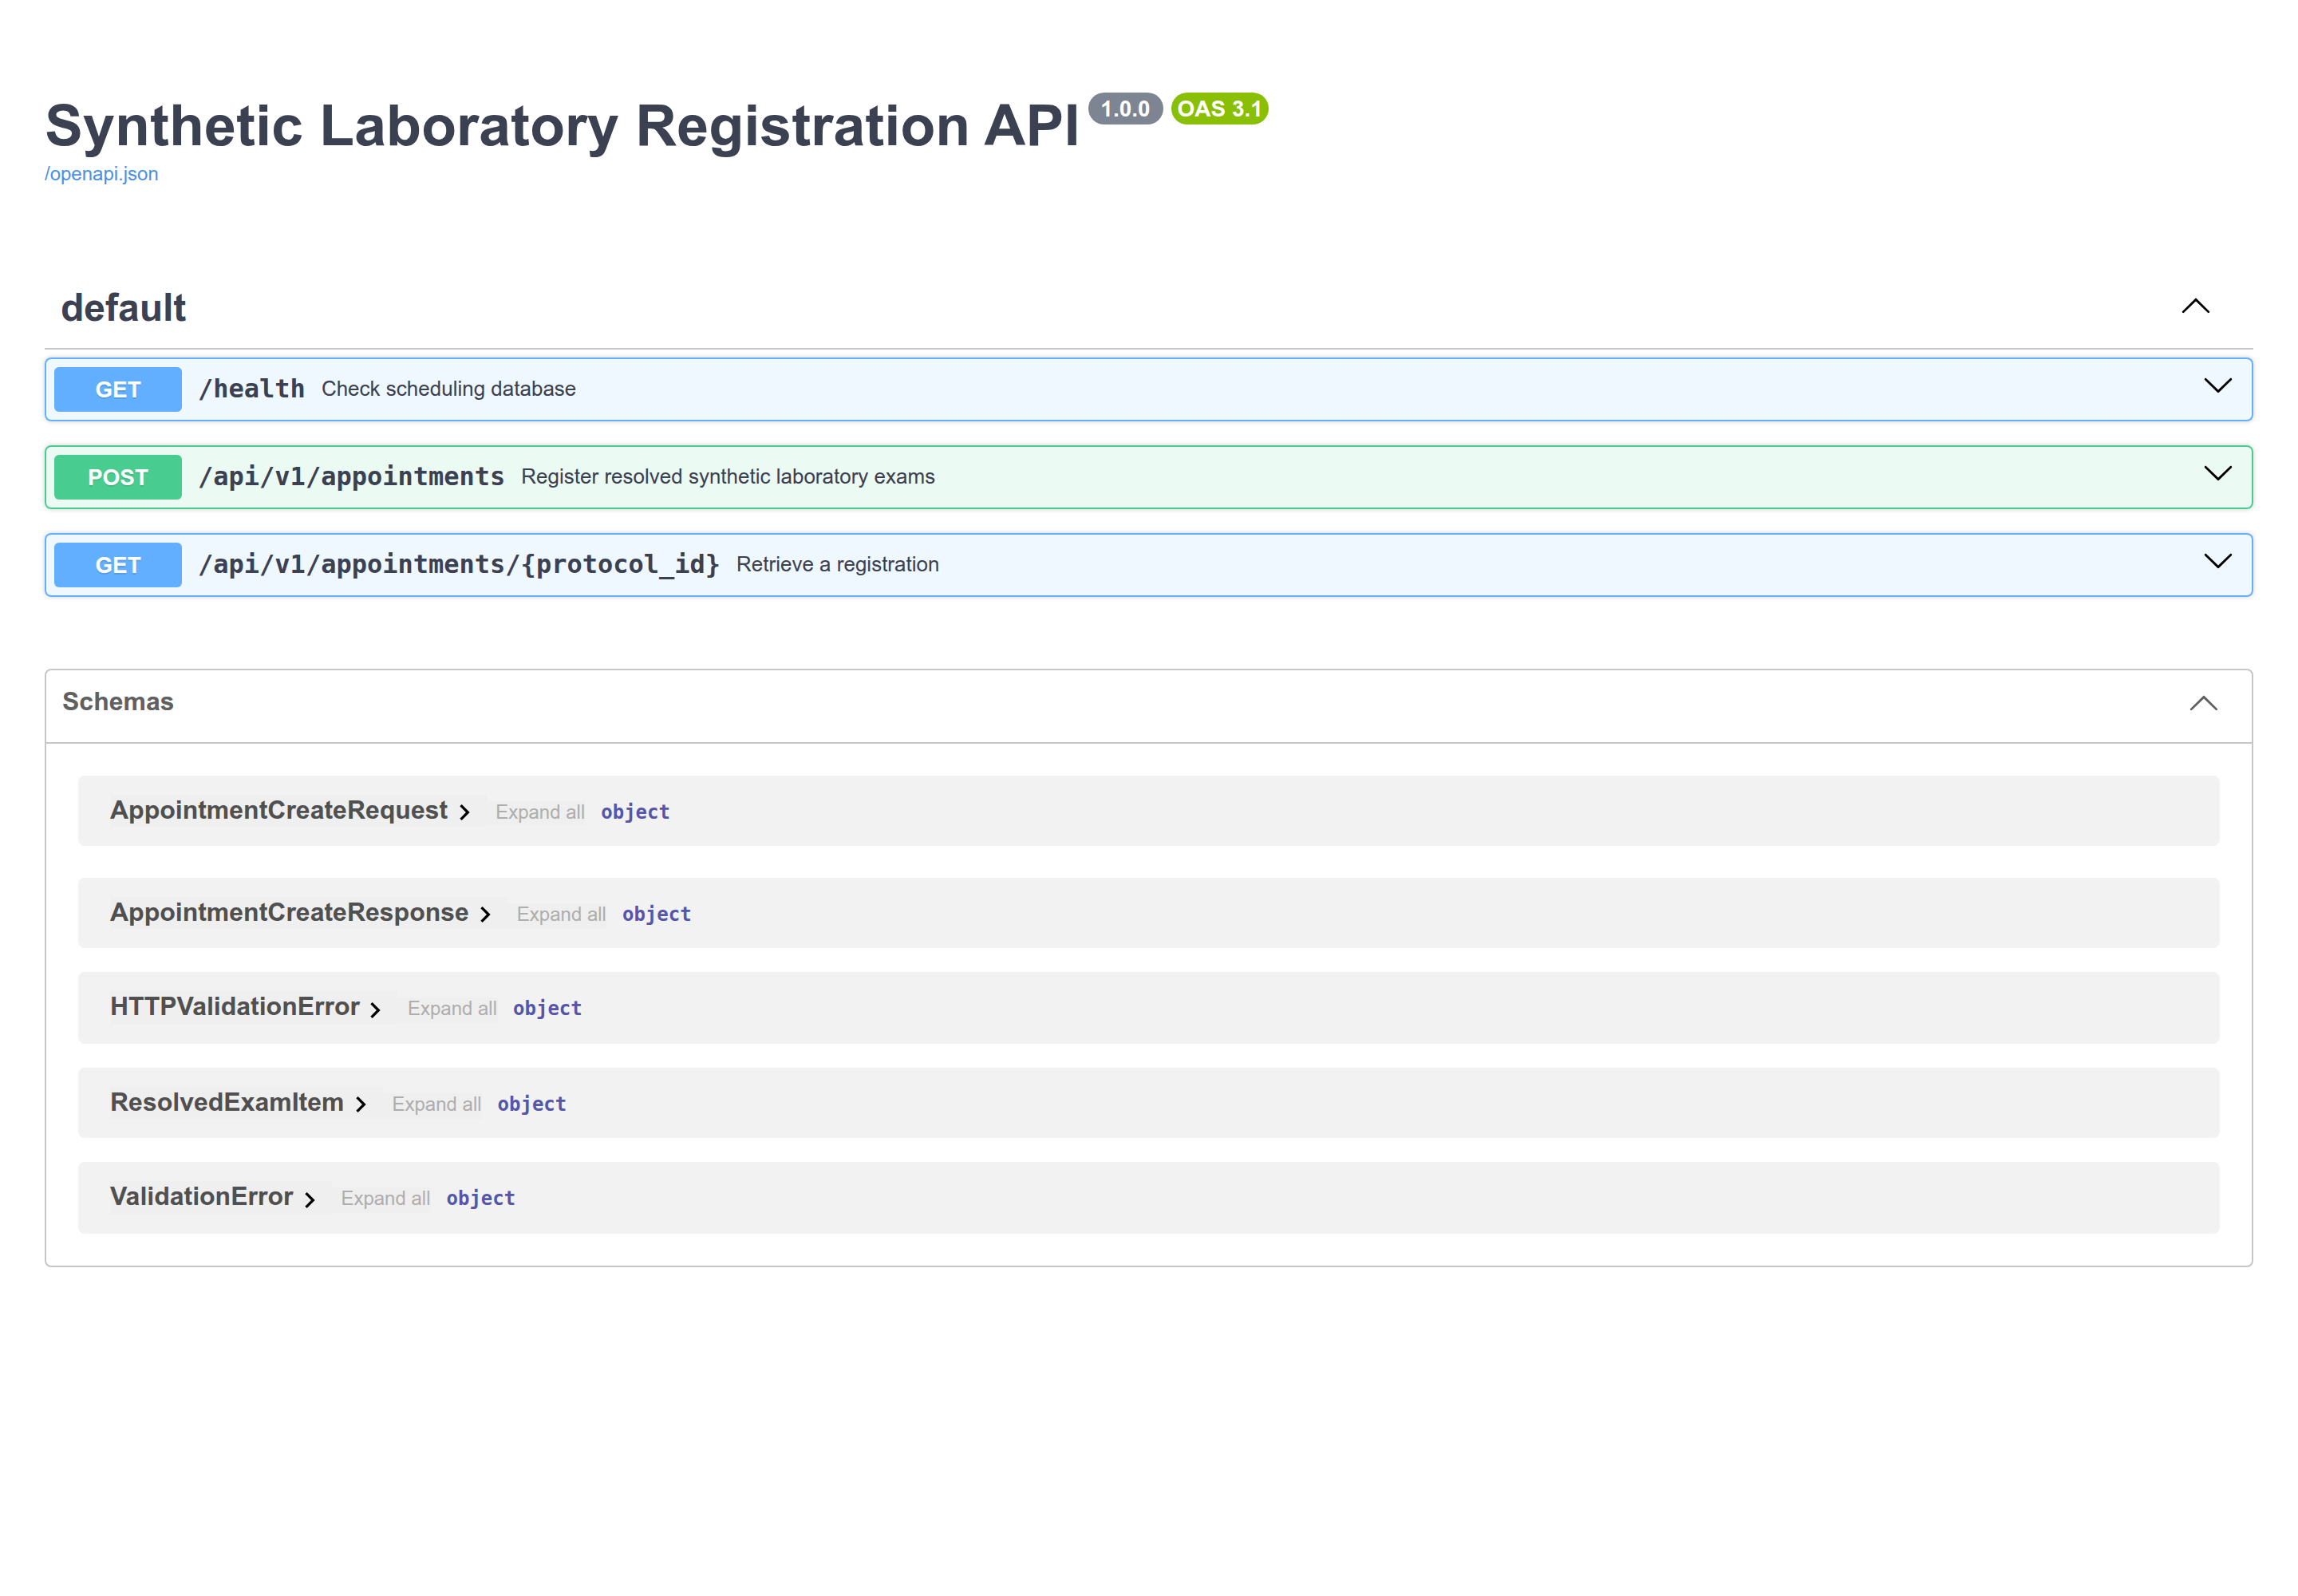 Synthetic Laboratory Registration API 1.0.0 OAS 3.1
/openapi.json
default
GET /health Check scheduling database
POST /api/v1/appointments Register resolved synthetic laboratory exams
GET /api/v1/appointments/{protocol_id} Retrieve a registration
Schemas
AppointmentCreateRequest Expand all object
AppointmentCreateResponse Expand all object
HTTPValidationError Expand all object
ResolvedExamItem Expand all object
ValidationError Expand all object